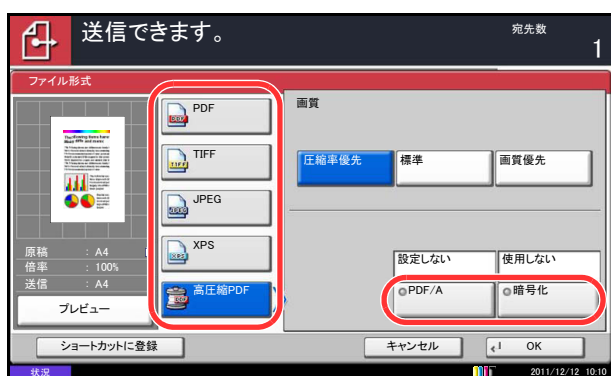 送信できます。
宛先数
1
ファイル形式
PDF
TIFF
JPEG
XPS
高圧縮PDF
画質
圧縮率優先
標準
画質優先
設定しない
使用しない
PDF/A
暗号化
原稿 : A4
倍率 : 100%
送信 : A4
プレビュー
ショートカットに登録
キャンセル
OK
状況
2011/12/12 10:10